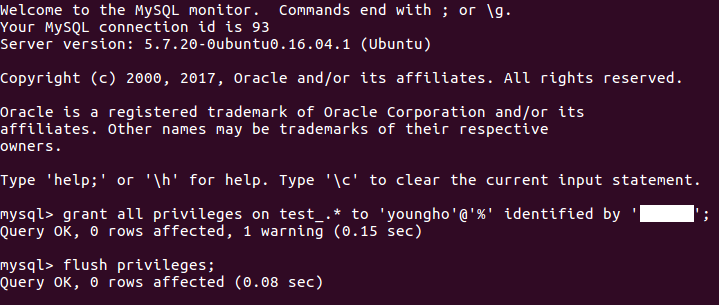 Welcome to the MySQL monitor.  Commands end with ; or \g.
Your MySQL connection id is 93
Server version: 5.7.20-0ubuntu0.16.04.1 (Ubuntu)
Copyright (c) 2000, 2017, Oracle and/or its affiliates. All rights reserved.
Oracle is a registered trademark of Oracle Corporation and/or its
affiliates. Other names may be trademarks of their respective
owners.
Type 'help;' or '\h' for help. Type '\c' to clear the current input statement.
mysql> grant all privileges on test_.* to 'youngho'@'%' identified by '';
Query OK, 0 rows affected, 1 warning (0.15 sec)
mysql> flush privileges;
Query OK, 0 rows affected (0.08 sec)